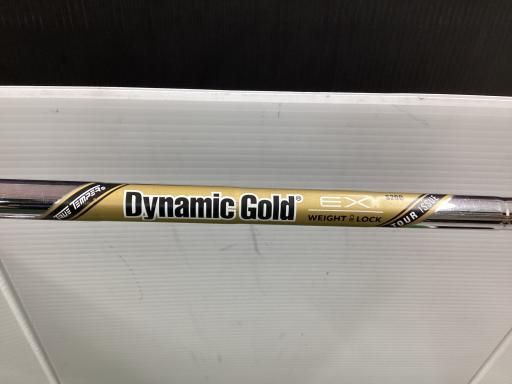 TRUE TEMPER®
Dynamic Gold®
EX
WEIGHT LOCK
S200
TOUR ISSUE